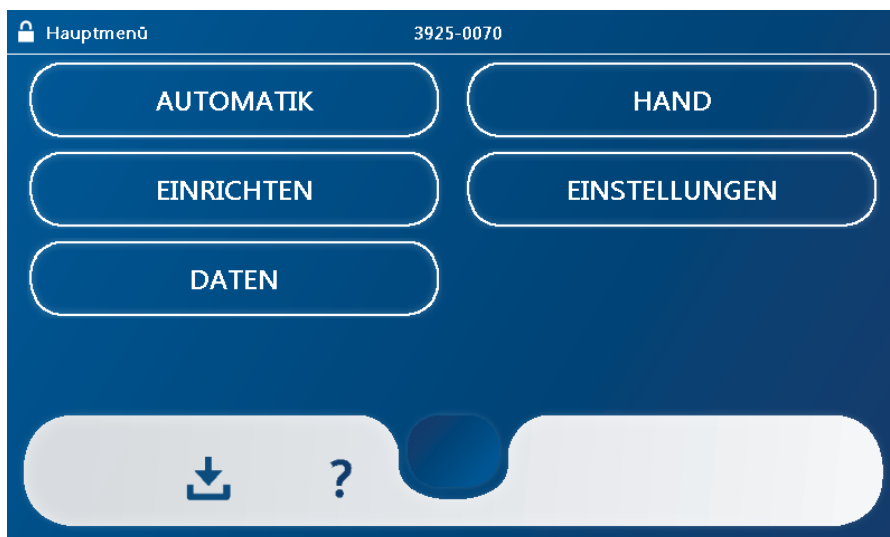 Hauptmenü 3925-0070
AUTOMATIK HAND
EINRICHTEN EINSTELLUNGEN
DATEN
?